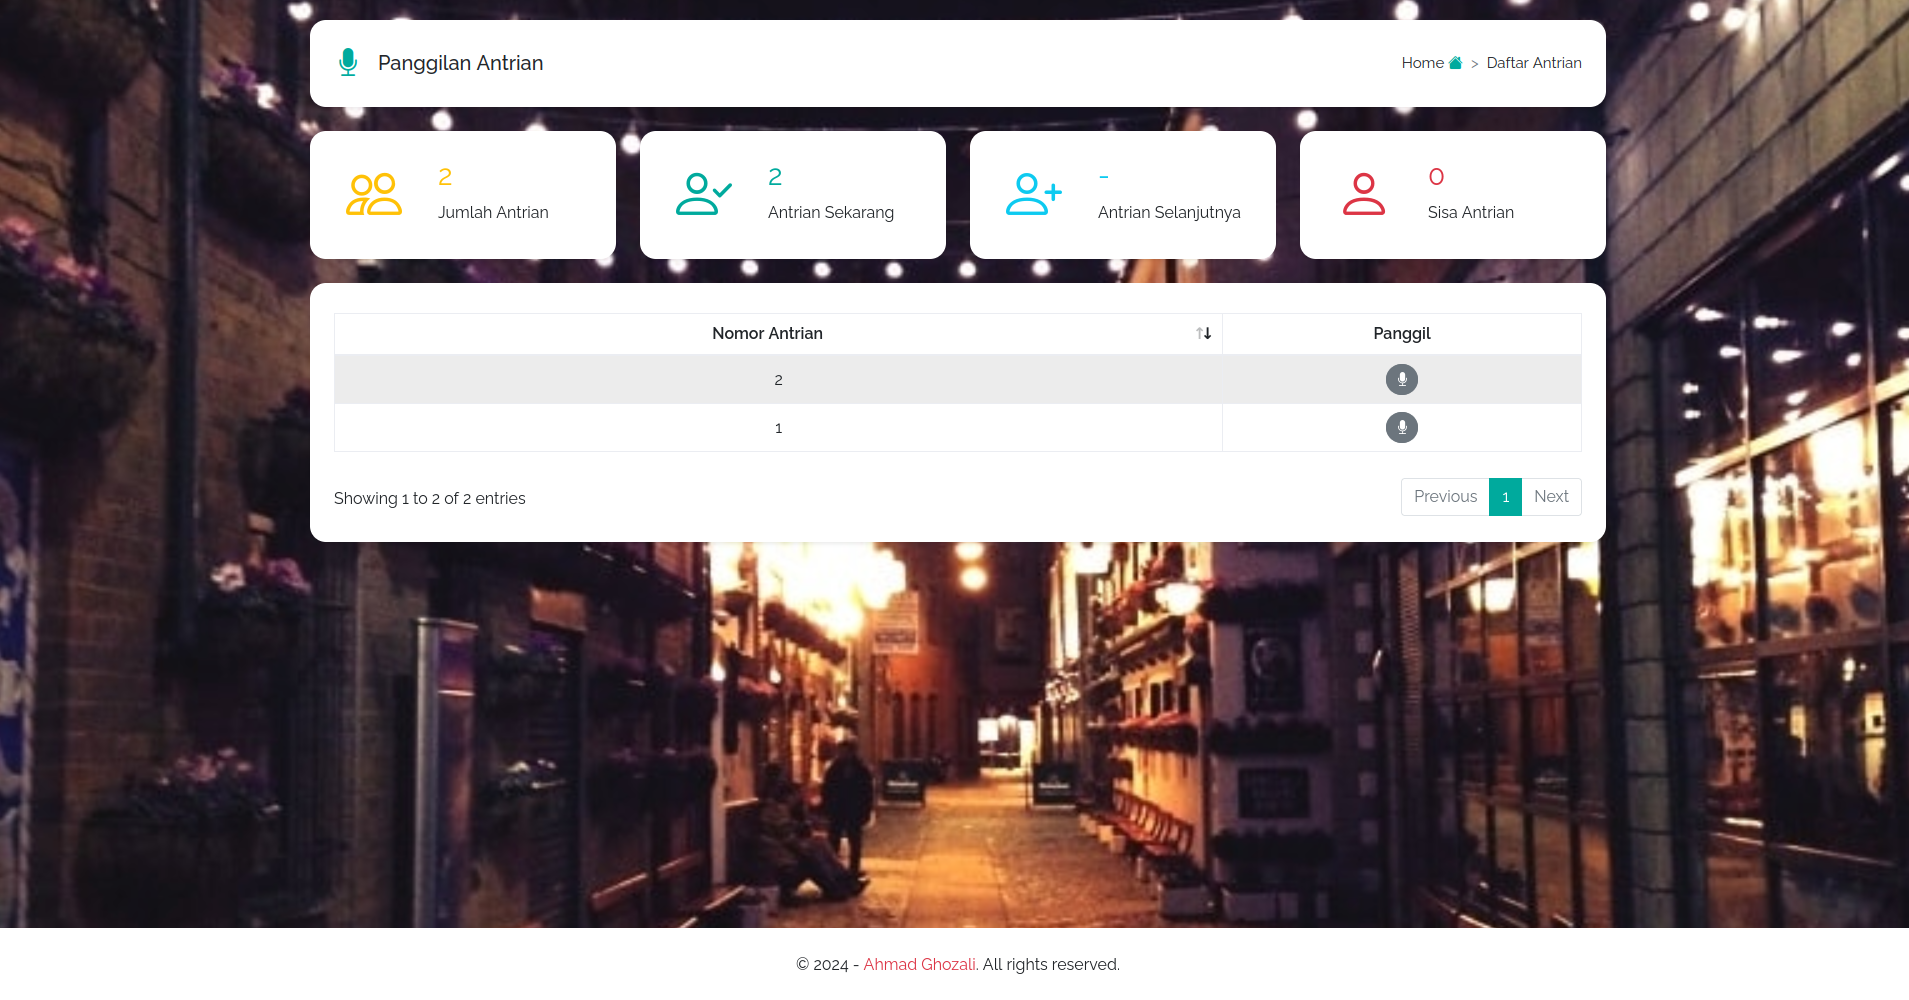 Panggilan Antrian
Home > Daftar Antrian
2
Jumlah Antrian
2
Antrian Sekarang
-
Antrian Selanjutnya
0
Sisa Antrian
Nomor Antrian Panggil
2
1
Showing 1 to 2 of 2 entries
Previous 1 Next
© 2024 - Ahmad Ghozali. All rights reserved.